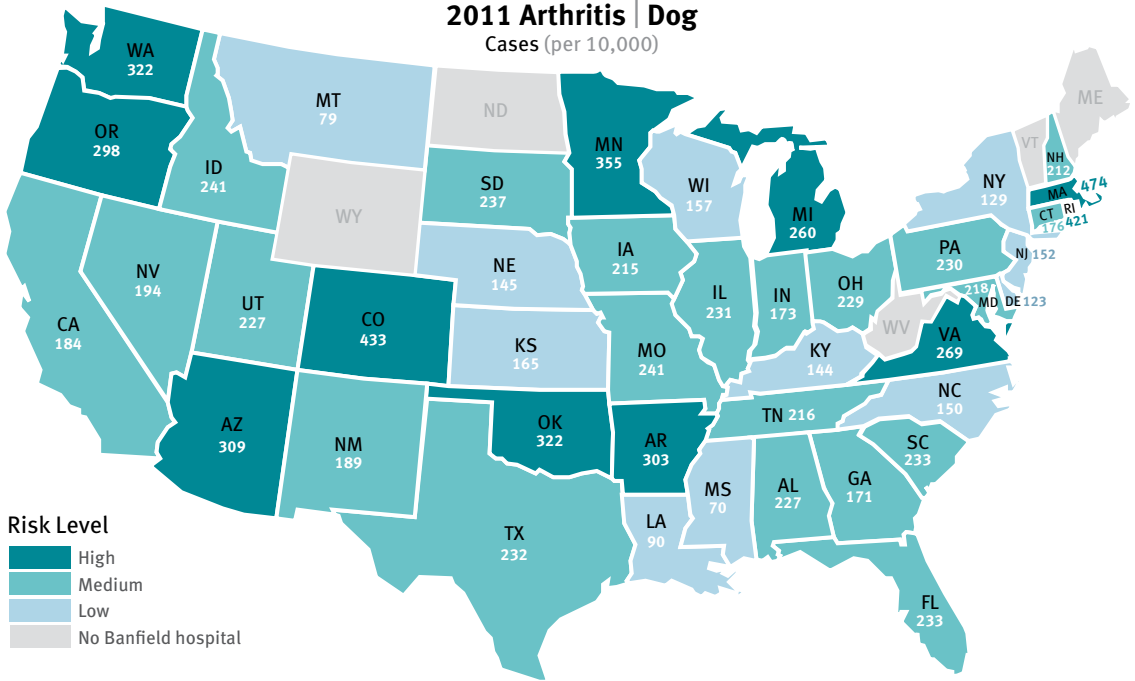 2011 Arthritis | Dog
Cases (per 10,000)
WA
322
OR
298
ID
241
MT
79
ND
MN
355
SD
237
WY
WI
157
MI
260
NY
129
VT
NH
212
ME
MA 474
CT
176
RI
421
CA
184
NV
194
UT
227
CO
433
NE
145
KS
165
IA
215
MO
241
IL
231
IN
173
OH
229
PA
230
NJ 152
218
MD
DE 123
WV
VA
269
KY
144
NC
150
TN 216
AZ
309
NM
189
OK
322
AR
303
TX
232
LA
90
MS
70
AL
227
GA
171
SC
233
FL
233
Risk Level
High
Medium
Low
No Banfield hospital